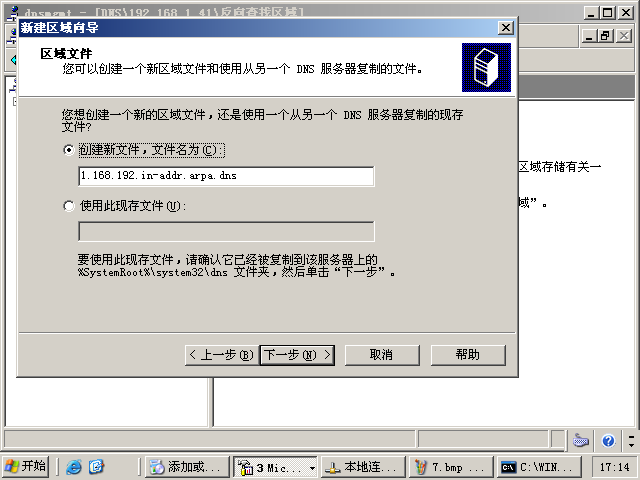 dnsmgmt - [DNS\192.168.1.41\反向查找区域]
新建区域向导
区域文件
您可以创建一个新区域文件和使用从另一个 DNS 服务器复制的文件。
您想创建一个新的区域文件，还是使用一个从另一个 DNS 服务器复制的现存
文件?
创建新文件，文件名为(C):
1.168.192.in-addr.arpa.dns
使用此现存文件(U):
要使用此现存文件，请确认它已经被复制到该服务器上的
%SystemRoot%\system32\dns 文件夹，然后单击“下一步”。
< 上一步(B)
下一步(N) >
取消
帮助
区域存储有关一
域”。
开始
添加或...
3 Mic...
本地连...
7.bmp ...
C:\WIN...
17:14